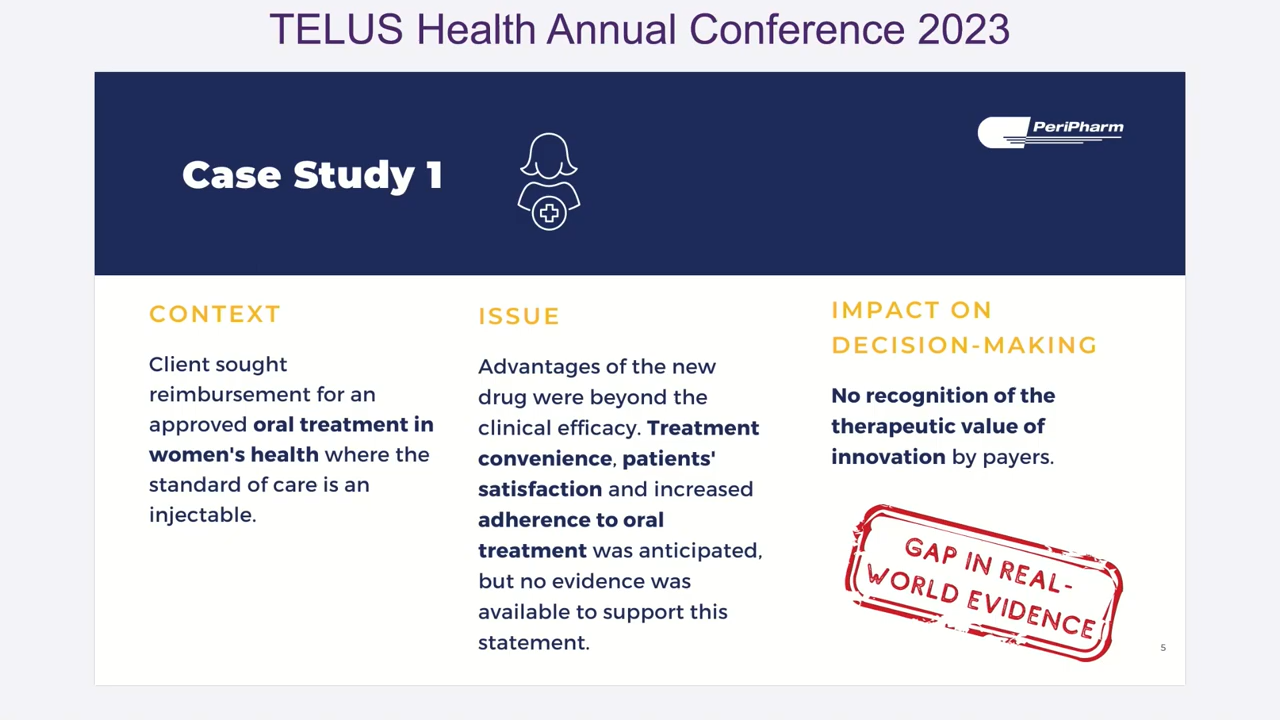 TELUS Health Annual Conference 2023
PeriPharm
Case Study 1
CONTEXT
Client sought
reimbursement for an
approved oral treatment in
women's health where the
standard of care is an
injectable.
ISSUE
Advantages of the new
drug were beyond the
clinical efficacy. Treatment
convenience, patients'
satisfaction and increased
adherence to oral
treatment was anticipated,
but no evidence was
available to support this
statement.
IMPACT ON
DECISION-MAKING
No recognition of the
therapeutic value of
innovation by payers.
GAP IN REAL-
WORLD EVIDENCE
5